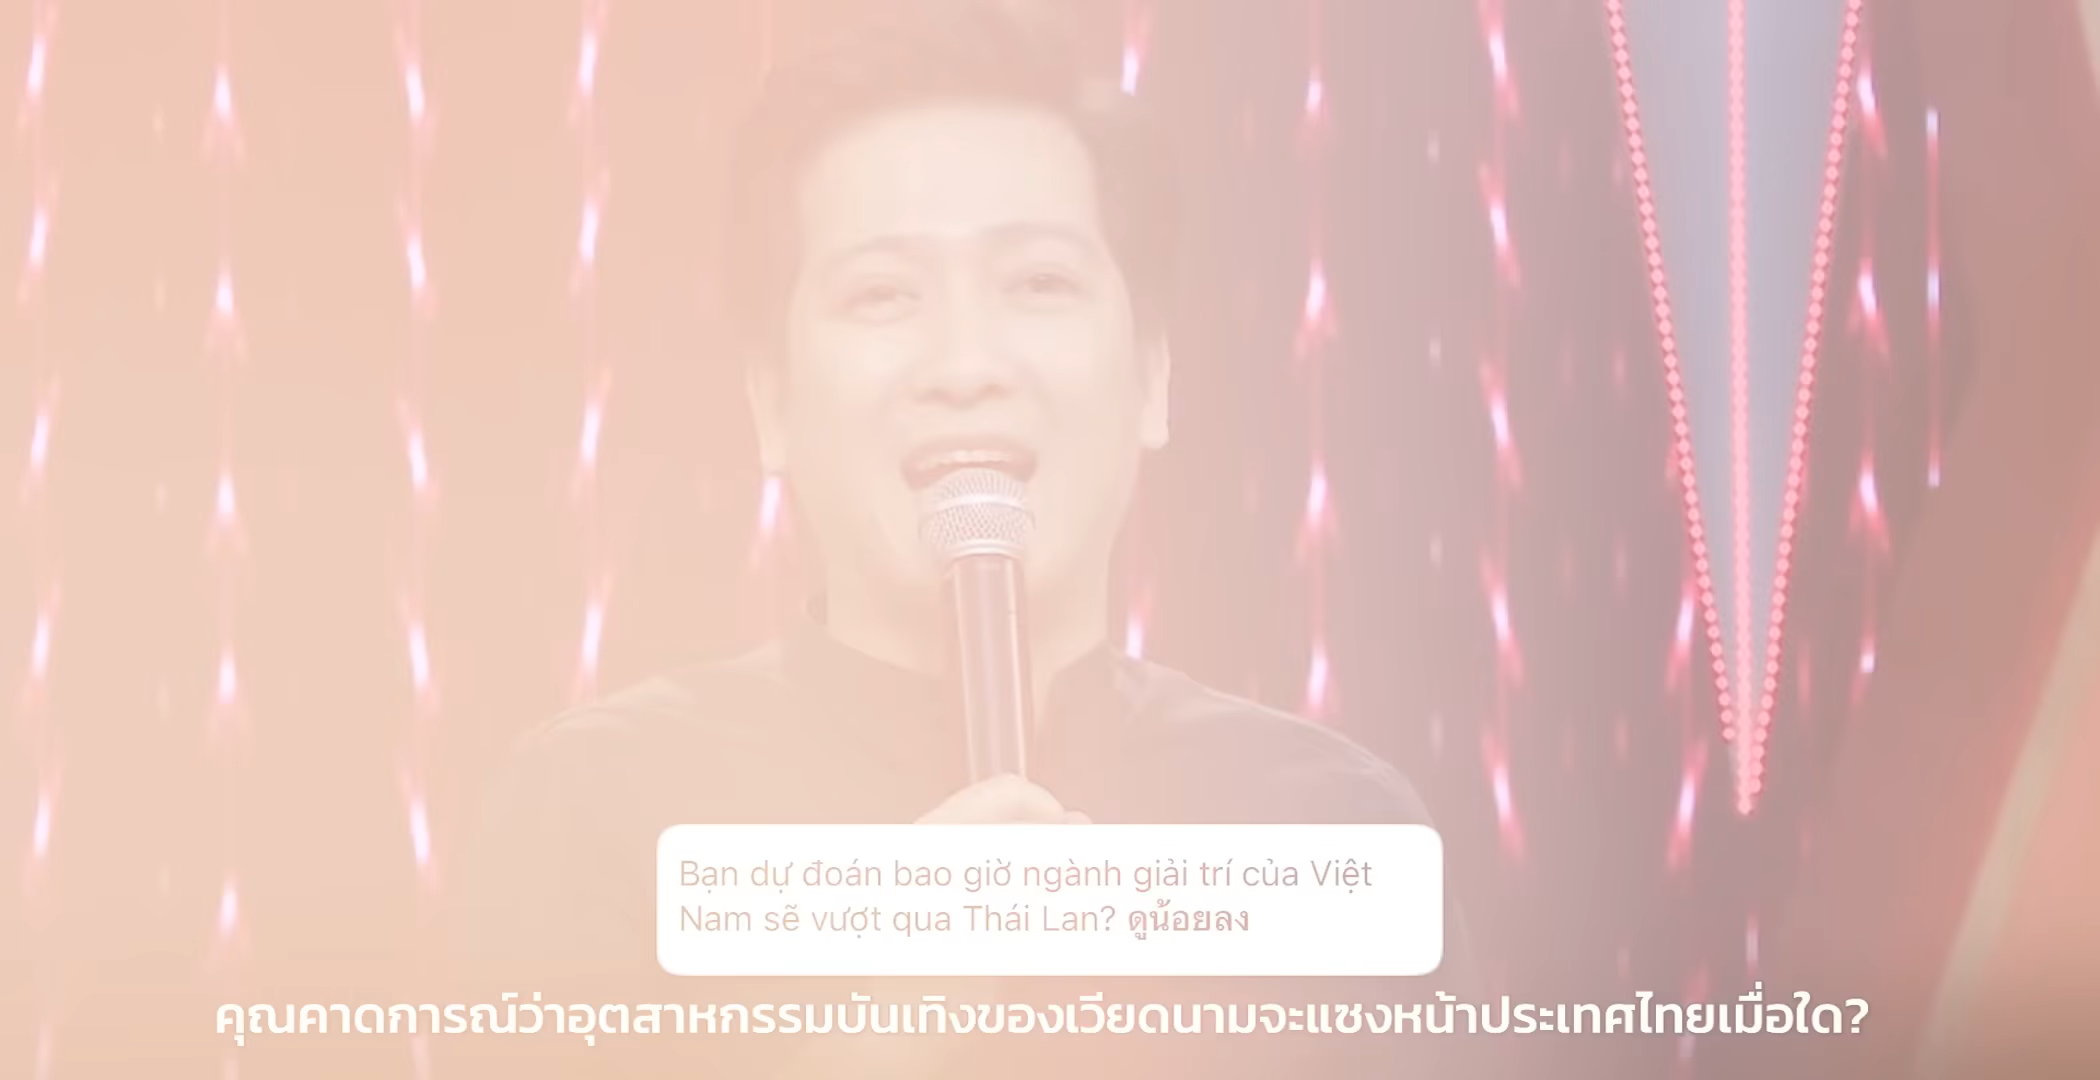 Bạn dự đoán bao giờ ngành giải trí của Việt
Nam sẽ vượt qua Thái Lan? ดูน้อยลง
คุณคาดการณ์ว่าอุตสาหกรรมบันเทิงของเวียดนามจะแซงหน้าประเทศไทยเมื่อใด?